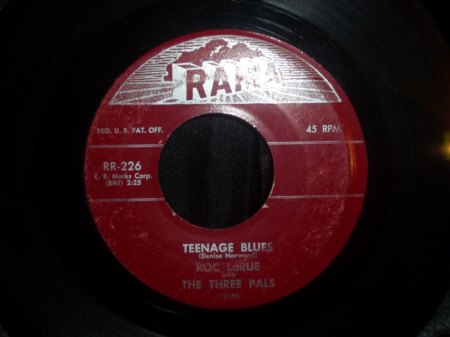 RAMA
REG. U. S. PAT. OFF.
45 RPM
RR-226
E. B. Marks Corp.
(BMI) 2:25
TEENAGE BLUES
(Denise Norwood)
ROC LaRUE
with
THE THREE PALS